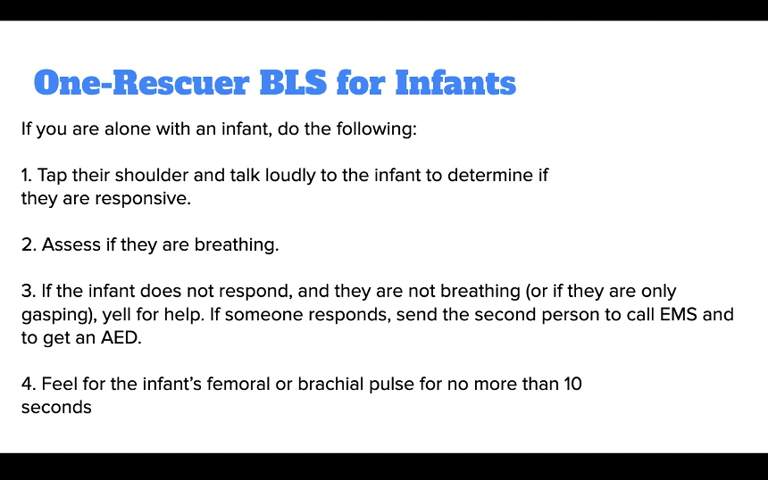 One-Rescuer BLS for Infants
If you are alone with an infant, do the following:
1. Tap their shoulder and talk loudly to the infant to determine if
they are responsive.
2. Assess if they are breathing.
3. If the infant does not respond, and they are not breathing (or if they are only
gasping), yell for help. If someone responds, send the second person to call EMS and
to get an AED.
4. Feel for the infant’s femoral or brachial pulse for no more than 10
seconds